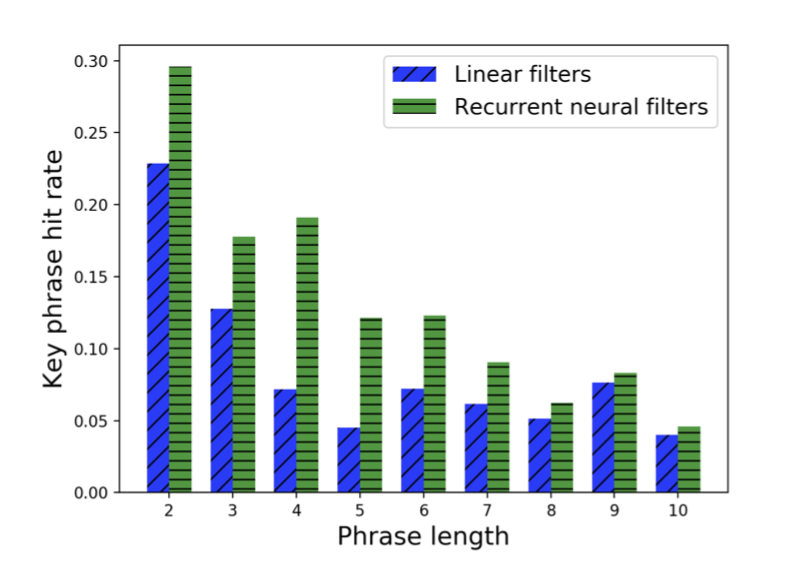 Linear filters
Recurrent neural filters
Key phrase hit rate
0.30
0.25
0.20
0.15
0.10
0.05
0.00
2 3 4 5 6 7 8 9 10
Phrase length